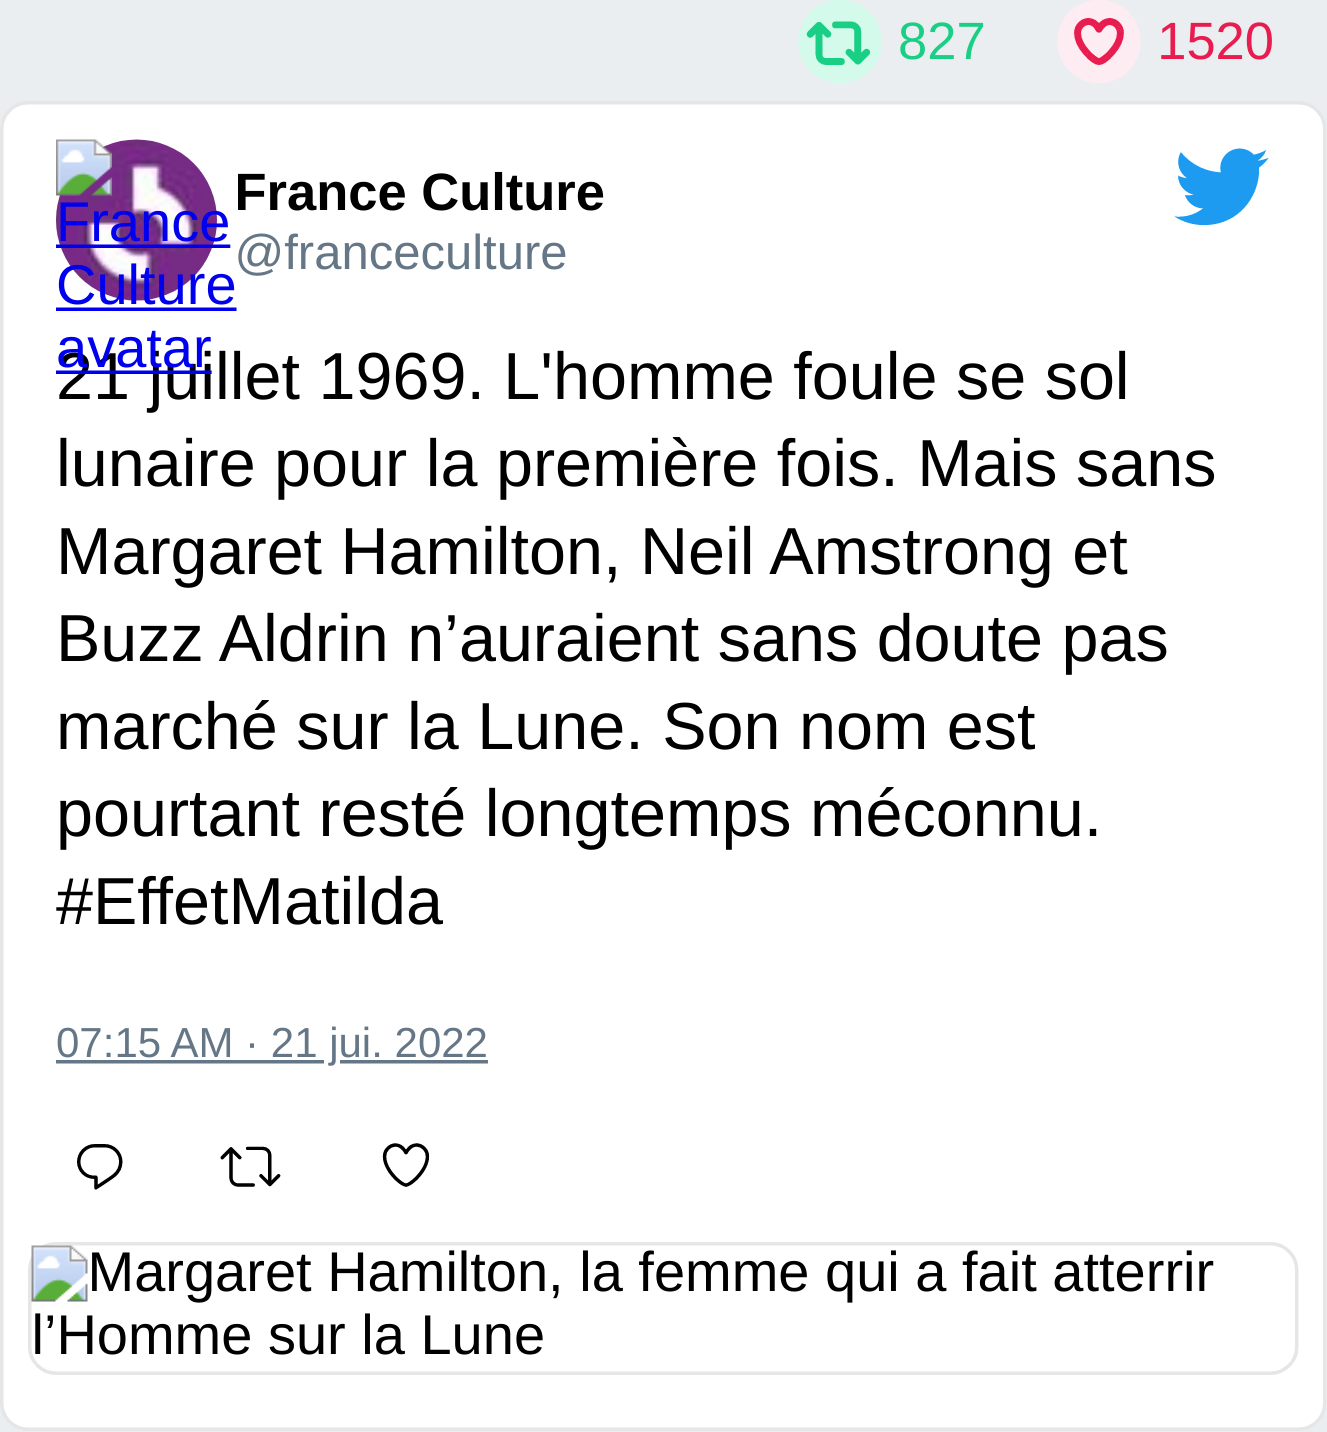 827 1520
France Culture
@franceculture
France
Culture
avatar
21 juillet 1969. L'homme foule se sol
lunaire pour la première fois. Mais sans
Margaret Hamilton, Neil Amstrong et
Buzz Aldrin n’auraient sans doute pas
marché sur la Lune. Son nom est
pourtant resté longtemps méconnu.
#EffetMatilda
07:15 AM · 21 jui. 2022
Margaret Hamilton, la femme qui a fait atterrir
l’Homme sur la Lune